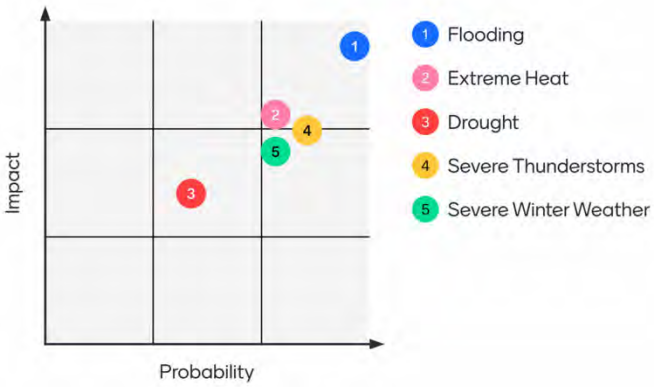 1
2
4
5
3
Impact
Probability
1 Flooding
2 Extreme Heat
3 Drought
4 Severe Thunderstorms
5 Severe Winter Weather